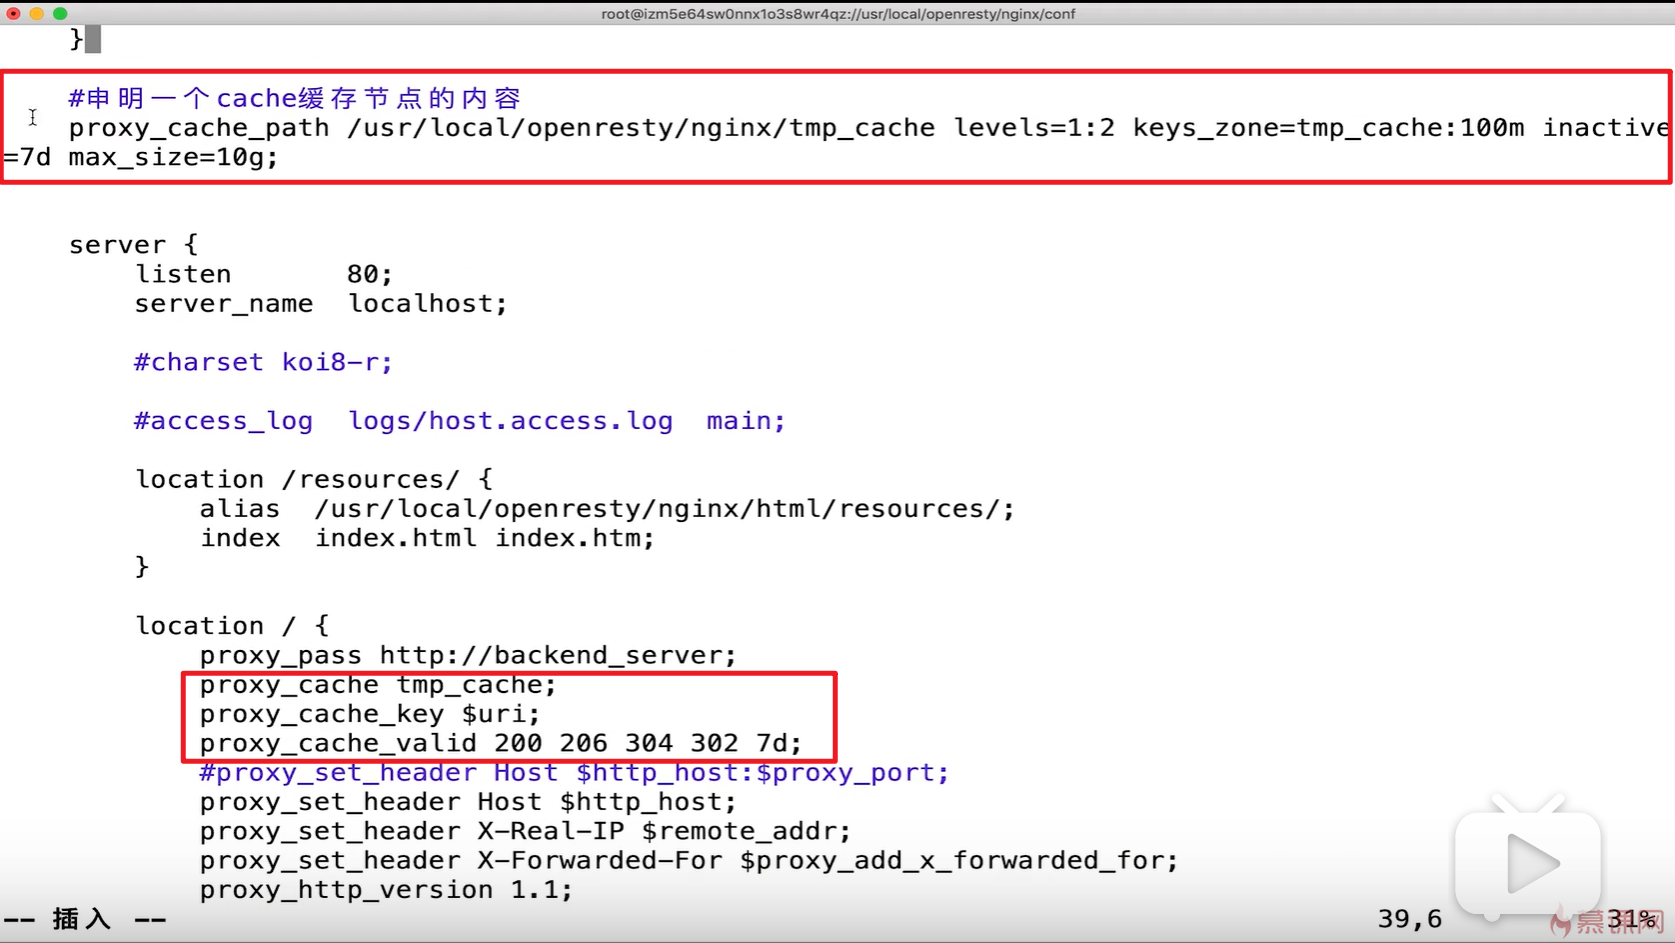 root@izm5e64sw0nnx1o3s8wr4qz://usr/local/openresty/nginx/conf
}
#申明一个cache缓存节点的内容
proxy_cache_path /usr/local/openresty/nginx/tmp_cache levels=1:2 keys_zone=tmp_cache:100m inactive
=7d max_size=10g;
server {
listen 80;
server_name localhost;
#charset koi8-r;
#access_log logs/host.access.log main;
location /resources/ {
alias /usr/local/openresty/nginx/html/resources/;
index index.html index.htm;
}
location / {
proxy_pass http://backend_server;
proxy_cache tmp_cache;
proxy_cache_key $uri;
proxy_cache_valid 200 206 304 302 7d;
#proxy_set_header Host $http_host:$proxy_port;
proxy_set_header Host $http_host;
proxy_set_header X-Real-IP $remote_addr;
proxy_set_header X-Forwarded-For $proxy_add_x_forwarded_for;
proxy_http_version 1.1;
-- 插入 -- 39,6 31%
慕课网